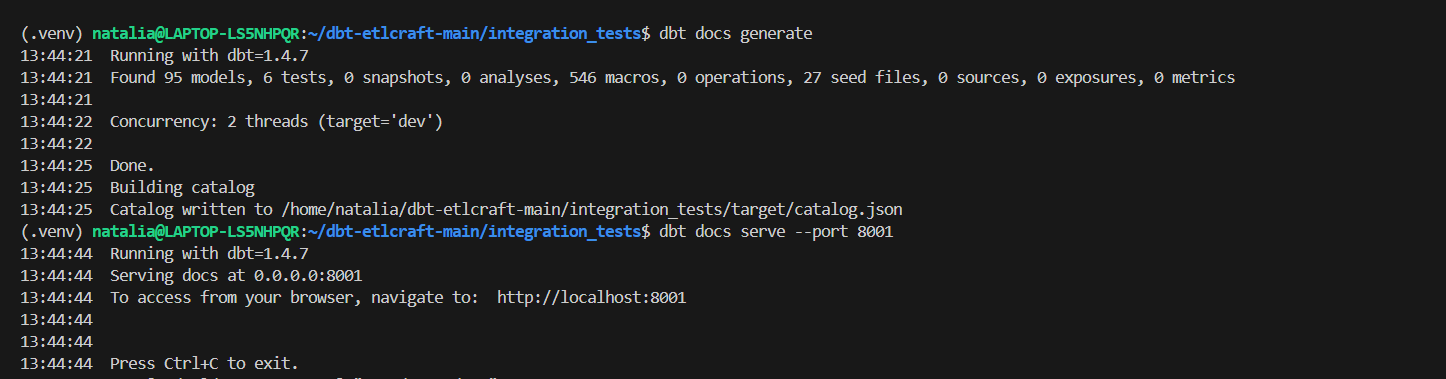 (.venv) natalia@LAPTOP-LS5NHPQR:~/dbt-etlcraft-main/integration_tests$ dbt docs generate
13:44:21  Running with dbt=1.4.7
13:44:21  Found 95 models, 6 tests, 0 snapshots, 0 analyses, 546 macros, 0 operations, 27 seed files, 0 sources, 0 exposures, 0 metrics
13:44:21
13:44:22  Concurrency: 2 threads (target='dev')
13:44:22
13:44:25  Done.
13:44:25  Building catalog
13:44:25  Catalog written to /home/natalia/dbt-etlcraft-main/integration_tests/target/catalog.json
(.venv) natalia@LAPTOP-LS5NHPQR:~/dbt-etlcraft-main/integration_tests$ dbt docs serve --port 8001
13:44:44  Running with dbt=1.4.7
13:44:44  Serving docs at 0.0.0.0:8001
13:44:44  To access from your browser, navigate to:  http://localhost:8001
13:44:44
13:44:44
13:44:44  Press Ctrl+C to exit.